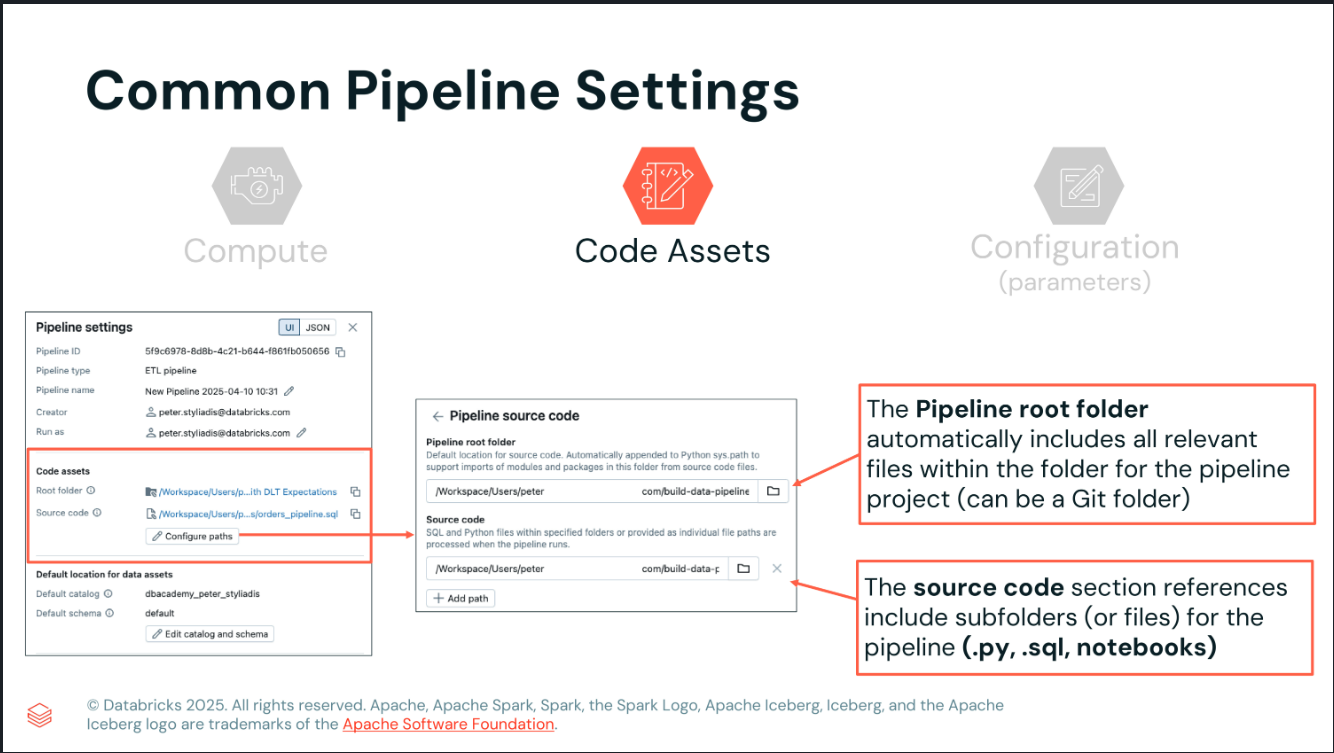 Common Pipeline Settings
Compute
Code Assets
Configuration
(parameters)
Pipeline settings
UI JSON
Pipeline ID 5f9c6978-8d8b-4c21-b644-f861fb050656
Pipeline type ETL pipeline
Pipeline name New Pipeline 2025-04-10 10:31
Creator peter.styliadis@databricks.com
Run as peter.styliadis@databricks.com
Code assets
Root folder /Workspace/Users/p...ith DLT Expectations
Source code /Workspace/Users/p...s/orders_pipeline.sql
Configure paths
Default location for data assets
Default catalog dbacademy_peter_styliadis
Default schema default
Edit catalog and schema
Pipeline source code
Pipeline root folder
Default location for source code. Automatically appended to Python sys.path to
support imports of modules and packages in this folder from source code files.
/Workspace/Users/peter com/build-data-pipeline
Source code
SQL and Python files within specified folders or provided as individual file paths are
processed when the pipeline runs.
/Workspace/Users/peter com/build-data-p
Add path
The Pipeline root folder
automatically includes all relevant
files within the folder for the pipeline
project (can be a Git folder)
The source code section references
include subfolders (or files) for the
pipeline (.py, .sql, notebooks)
© Databricks 2025. All rights reserved. Apache, Apache Spark, Spark, the Spark Logo, Apache Iceberg, Iceberg, and the Apache
Iceberg logo are trademarks of the Apache Software Foundation.